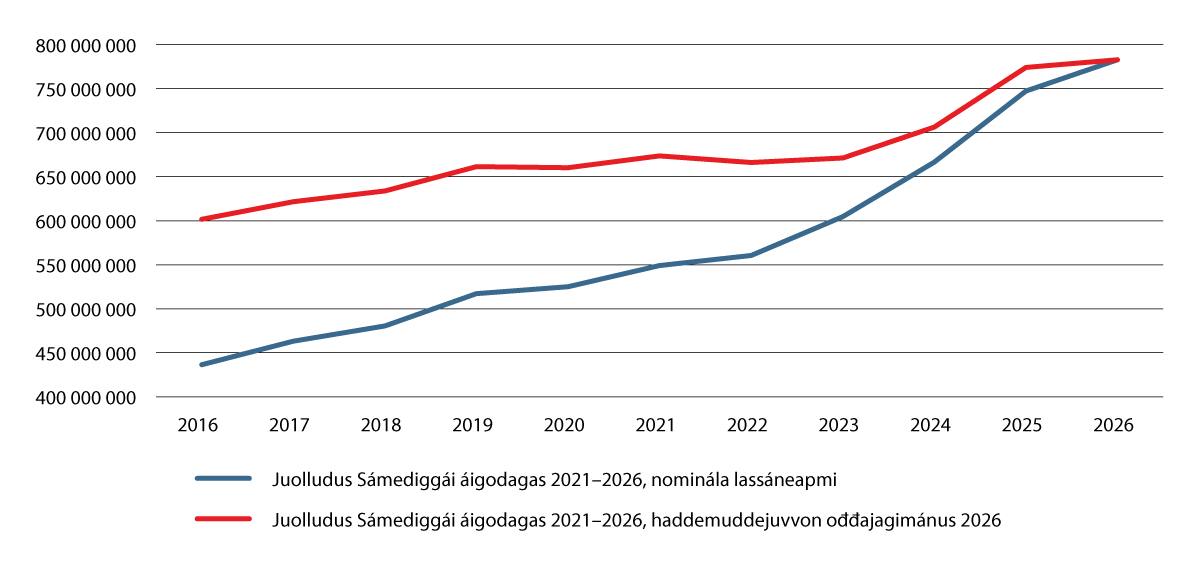 800 000 000
750 000 000
700 000 000
650 000 000
600 000 000
550 000 000
500 000 000
450 000 000
400 000 000
2016 2017 2018 2019 2020 2021 2022 2023 2024 2025 2026
Juolludus Sámediggái áigodagas 2021–2026, nominála lassáneapmi
Juolludus Sámediggái áigodagas 2021–2026, haddemuddejuvvon ođđajagimánus 2026